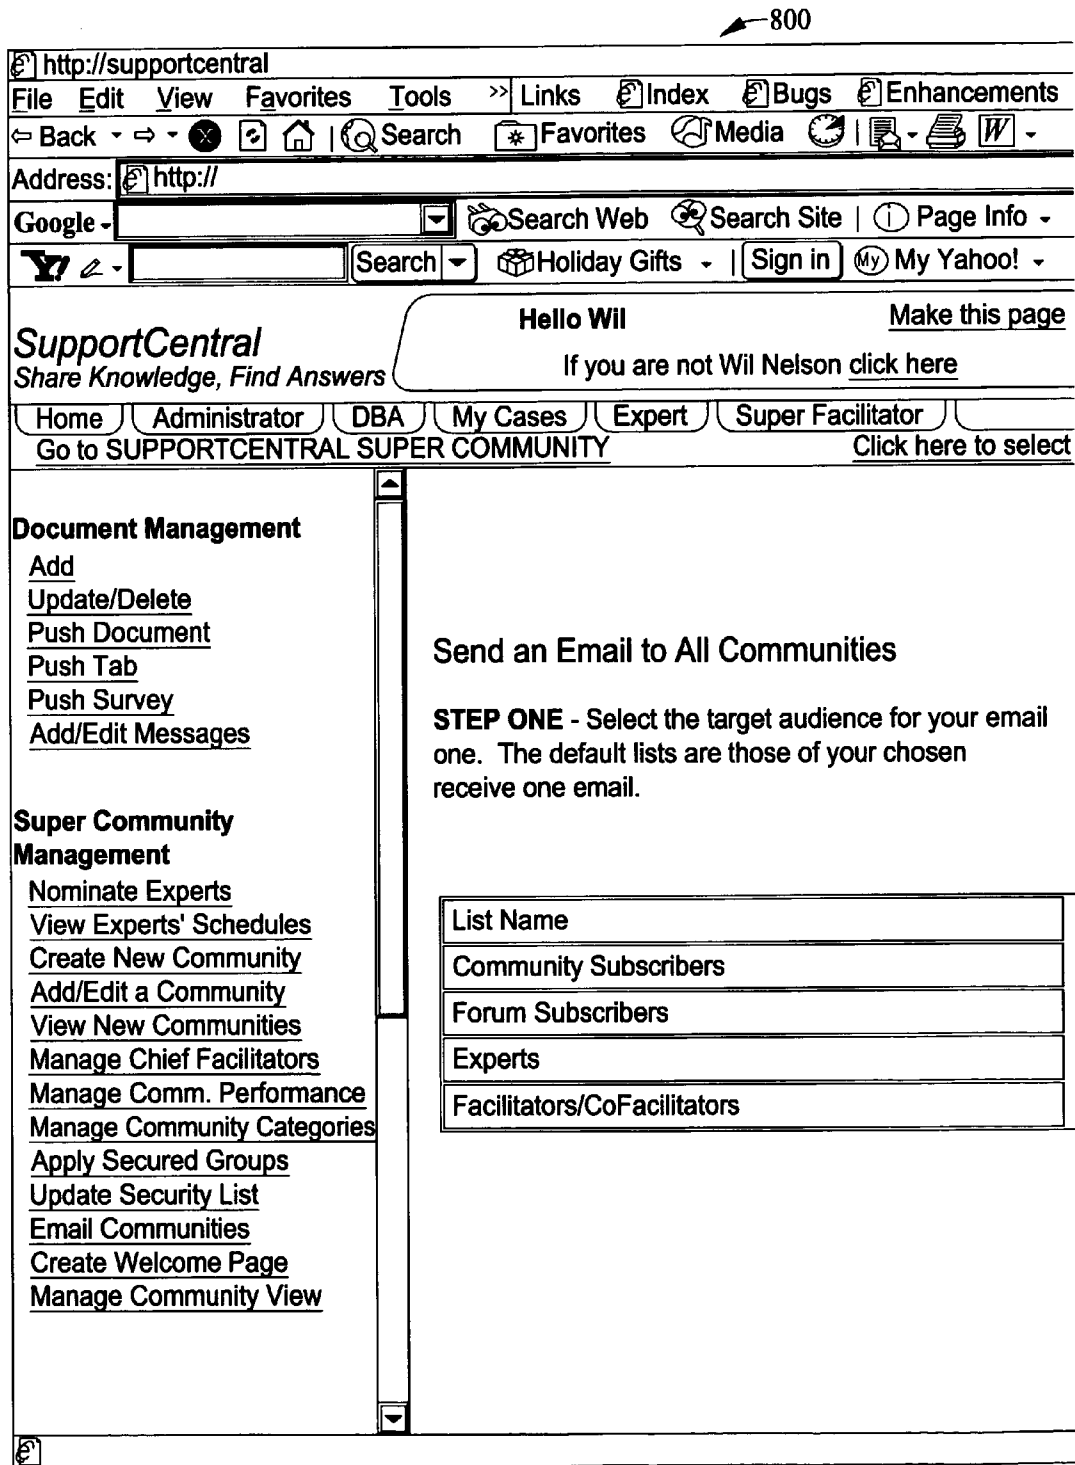 800
http://supportcentral
File Edit View Favorites Tools >> Links Index Bugs Enhancements
Back Search Favorites Media W
Address: http://
Google Search Web Search Site | i Page Info
Y! Search Holiday Gifts | Sign in My My Yahoo!
SupportCentral
Share Knowledge, Find Answers
Hello Wil Make this page
If you are not Wil Nelson click here
Home Administrator DBA My Cases Expert Super Facilitator
Go to SUPPORTCENTRAL SUPER COMMUNITY Click here to select
Document Management
Add
Update/Delete
Push Document
Push Tab
Push Survey
Add/Edit Messages
Super Community
Management
Nominate Experts
View Experts' Schedules
Create New Community
Add/Edit a Community
View New Communities
Manage Chief Facilitators
Manage Comm. Performance
Manage Community Categories
Apply Secured Groups
Update Security List
Email Communities
Create Welcome Page
Manage Community View
Send an Email to All Communities
STEP ONE - Select the target audience for your email
one. The default lists are those of your chosen
receive one email.
List Name
Community Subscribers
Forum Subscribers
Experts
Facilitators/CoFacilitators